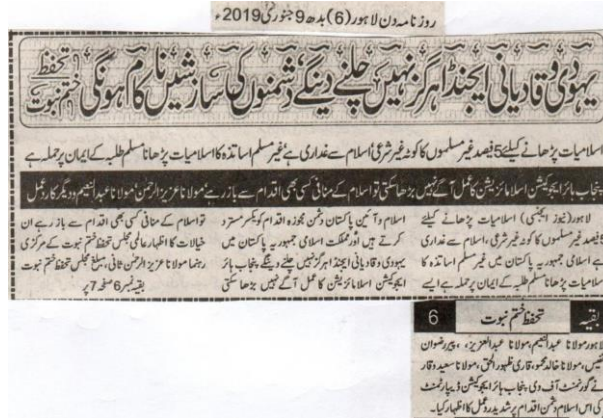 روزنامہ دن لاہور (6) بدھ 9 جنوری 2019ء
یہودی و قادیانی ایجنڈا ہرگز نہیں چلنے دینگے، دشمنوں کی سازشیں ناکام ہونگی، تحفظ ختم نبوت
اسلامیات پڑھانے کیلئے 5 فیصد غیر مسلموں کا کوٹہ غیر شرعی، اسلام سے غداری ہے، غیر مسلم اساتذہ کا اسلامیات پڑھانا مسلم طلبہ کے ایمان پر حملہ ہے
پنجاب ہائر ایجوکیشن اسلامائزیشن کا عمل آگے نہیں بڑھا سکتی تو اسلام کے منافی کسی بھی اقدام سے باز رہے، مولانا عزیز الرحمن، مولانا عبدالنعیم و دیگر کا ردعمل
لاہور (نیوز ایجنسی) اسلامیات پڑھانے کیلئے
5 فیصد غیر مسلموں کا کوٹہ غیر شرعی، اسلام سے غداری
ہے اسلامی جمہوریہ پاکستان میں غیر مسلم اساتذہ کا
اسلامیات پڑھانا مسلم طلبہ کے ایمان پر حملہ ہے ایسے
اسلام و آئین پاکستان دشمن مجوزہ اقدام کو یکسر مسترد
کرتے ہیں اور مملکت اسلامی جمہوریہ پاکستان میں
یہودی و قادیانی ایجنڈا ہرگز نہیں چلنے دینگے پنجاب ہائر
ایجوکیشن اسلامائزیشن کا عمل آگے نہیں بڑھا سکتی
تو اسلام کے منافی کسی بھی اقدام سے باز رہے ان
خیالات کا اظہار عالمی مجلس تحفظ ختم نبوت کے مرکزی
رہنما مولانا عزیز الرحمن ثانی، مبلغ مجلس تحفظ ختم نبوت
بقیہ نمبر 6 صفحہ 7 پر
بقیہ تحفظ ختم نبوت 6
لاہور مولانا عبدالنعیم، مولانا عبدالعزیز، پیر رضوان
نفیس، مولانا خالد محمود، قاری ظہور الحق، مولانا سعید وقار
نے گورنمنٹ آف دی پنجاب ہائر ایجوکیشن ڈیپارٹمنٹ
کی اس اسلام دشمن اقدام پر شدید ردعمل کا اظہار کیا۔